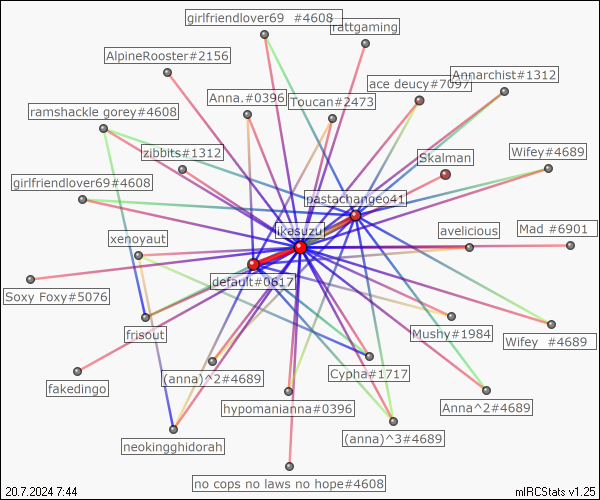 girlfriendlover69  #4608
rattgaming
AlpineRooster#2156
ace deucy#7097
Annarchist#1312
Anna.#0396
Toucan#2473
ramshackle gorey#4608
zibbits#1312
Skalman
Wifey#4689
girlfriendlover69#4608
pastachangeo41
ikasuzu
xenoyaut
avelicious
Mad #6901
default#0617
Soxy Foxy#5076
frisout
Mushy#1984
Wifey  #4689
fakedingo
(anna)^2#4689
Cypha#1717
hypomanianna#0396
Anna^2#4689
neokingghidorah
(anna)^3#4689
no cops no laws no hope#4608
20.7.2024 7:44
mIRCStats v1.25